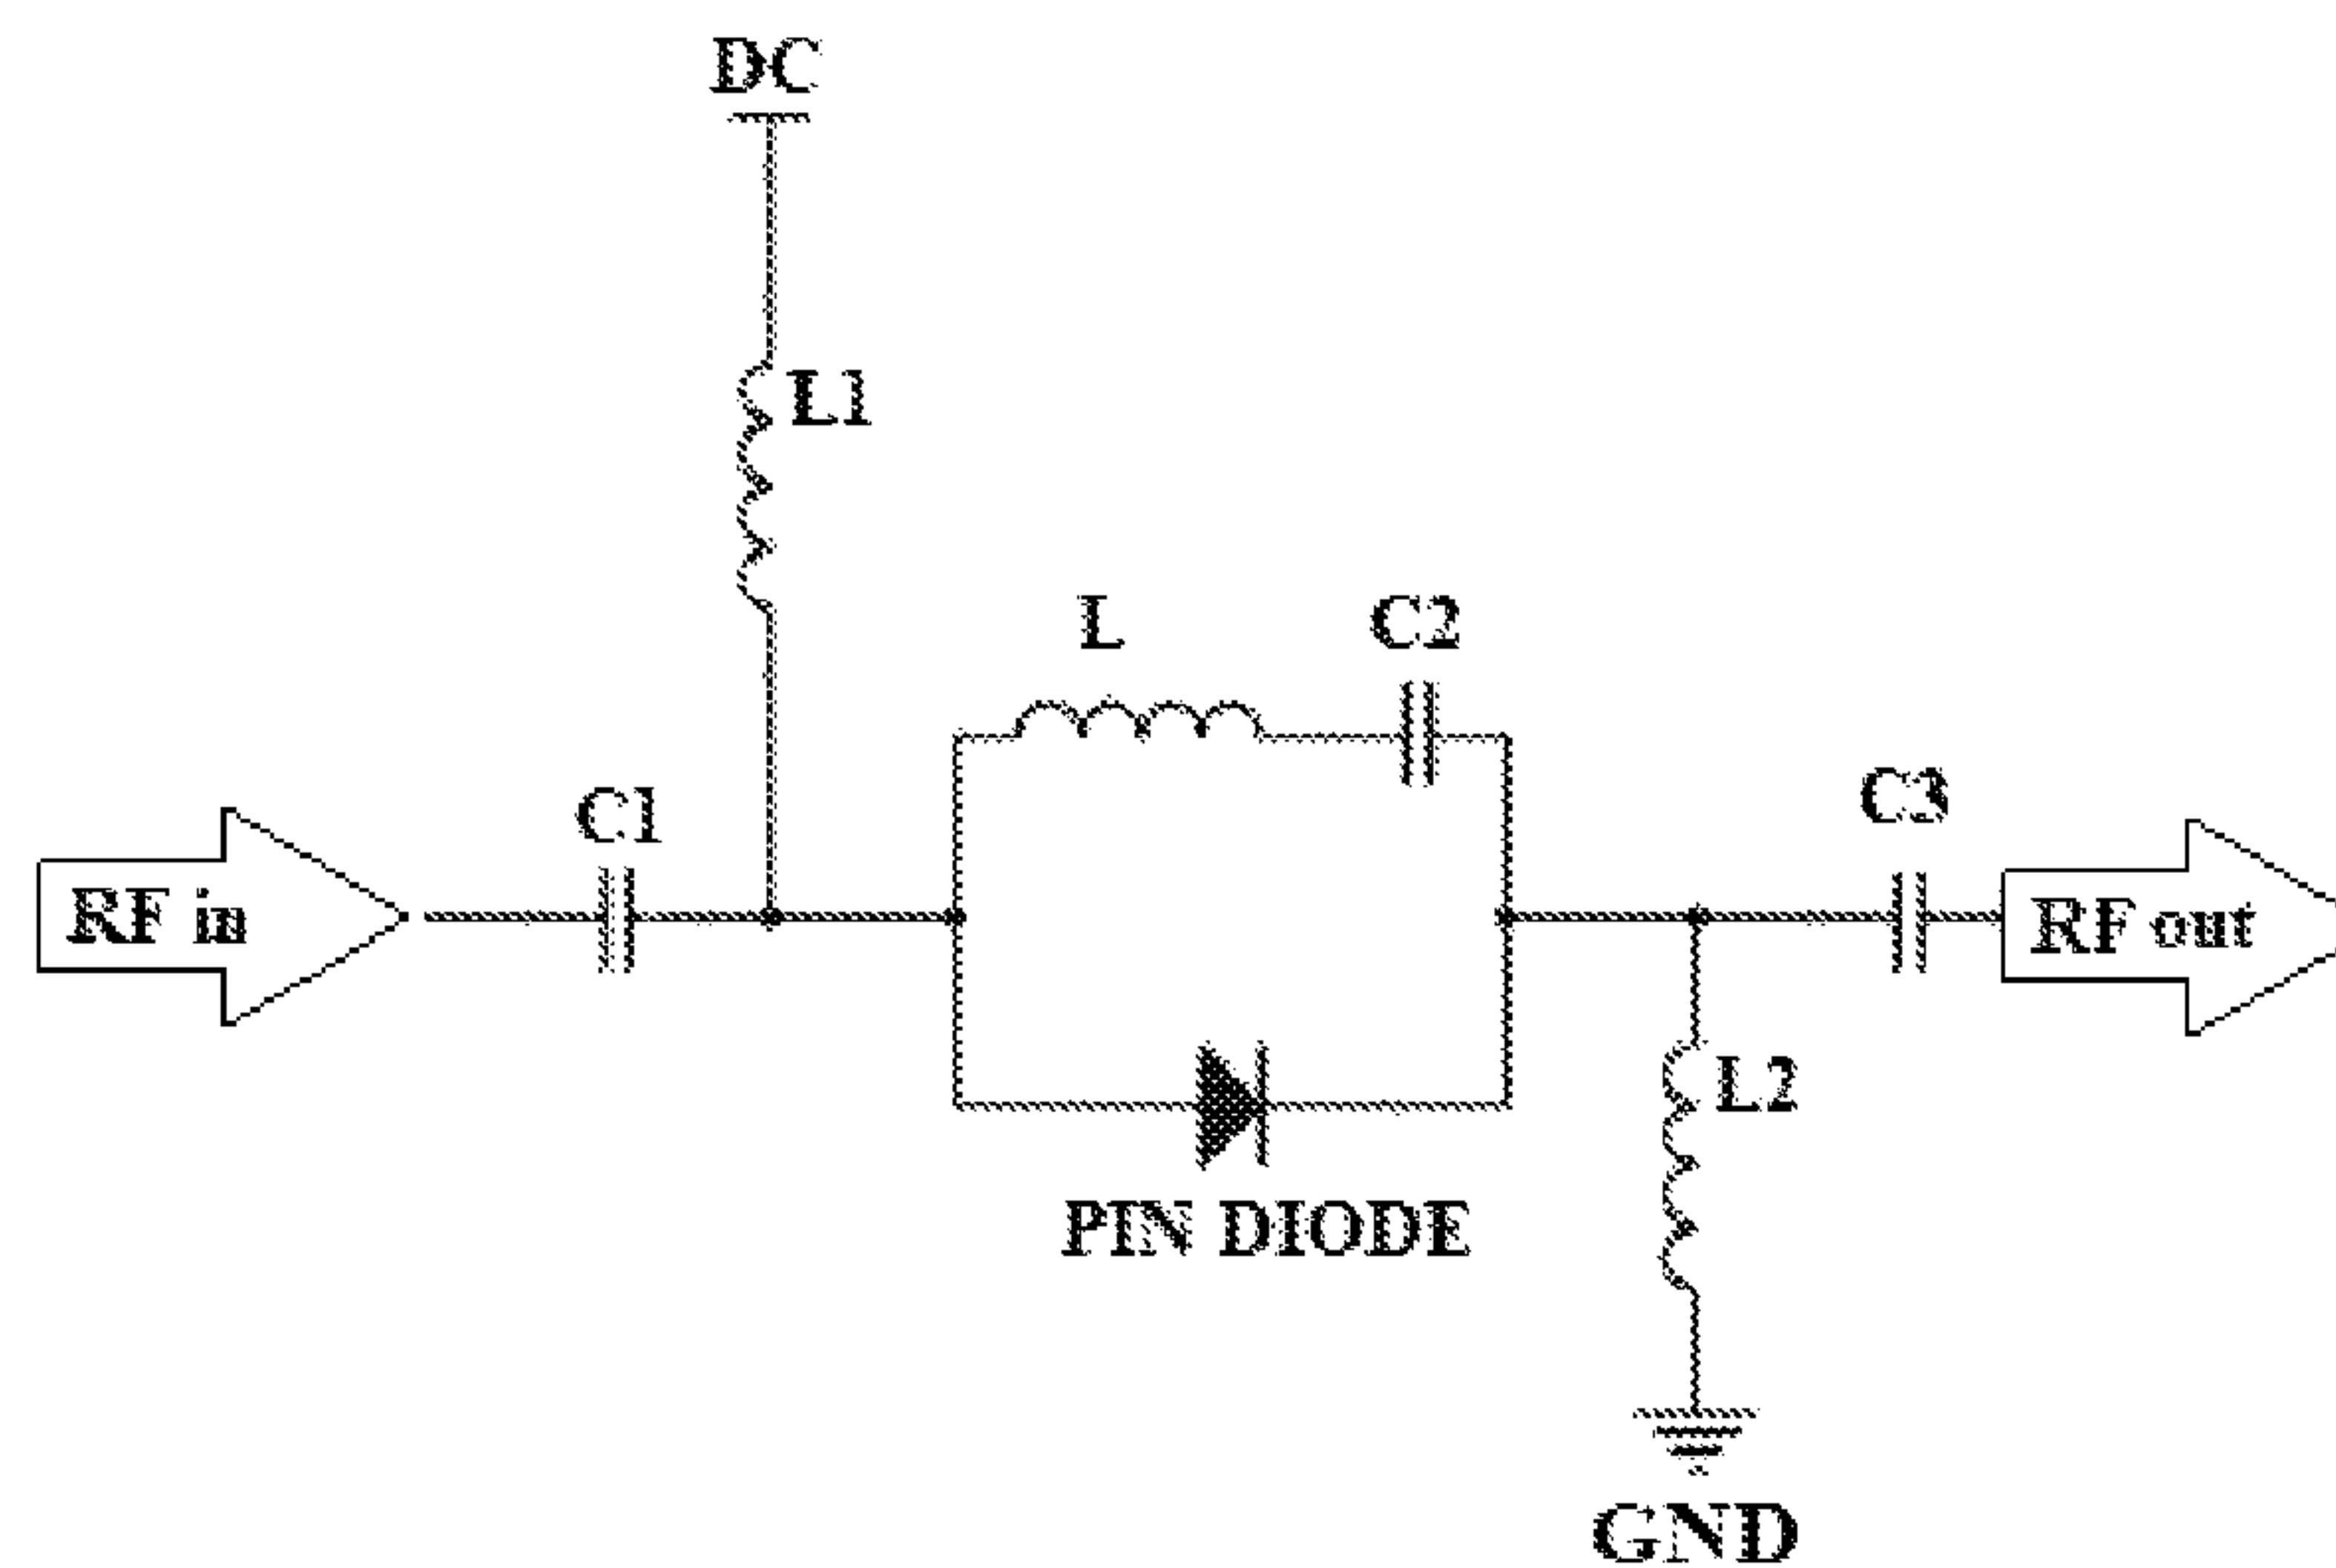 DC
L1
L
C2
C1
C3
RF in
RF out
L2
PIN DIODE
GND